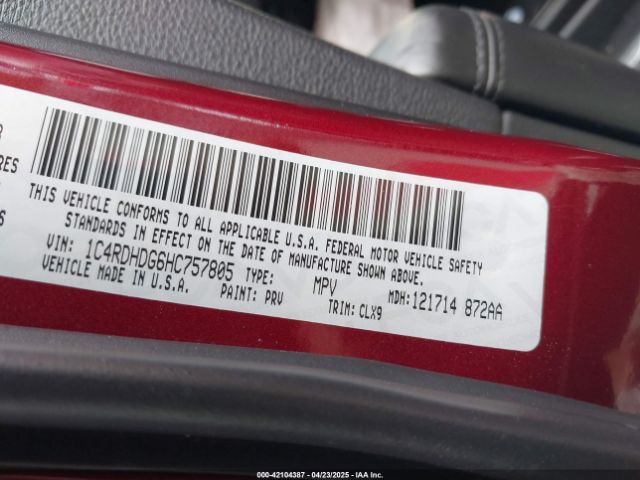 RES
THIS VEHICLE CONFORMS TO ALL APPLICABLE U.S.A. FEDERAL MOTOR VEHICLE SAFETY
STANDARDS IN EFFECT ON THE DATE OF MANUFACTURE SHOWN ABOVE.
VIN: 1C4RDHDG6HC757805 TYPE: MPV MDH:121714 872AA
VEHICLE MADE IN U.S.A. PAINT: PRV TRIM: CLX9
000-42104387 - 04/23/2025 - IAA Inc.